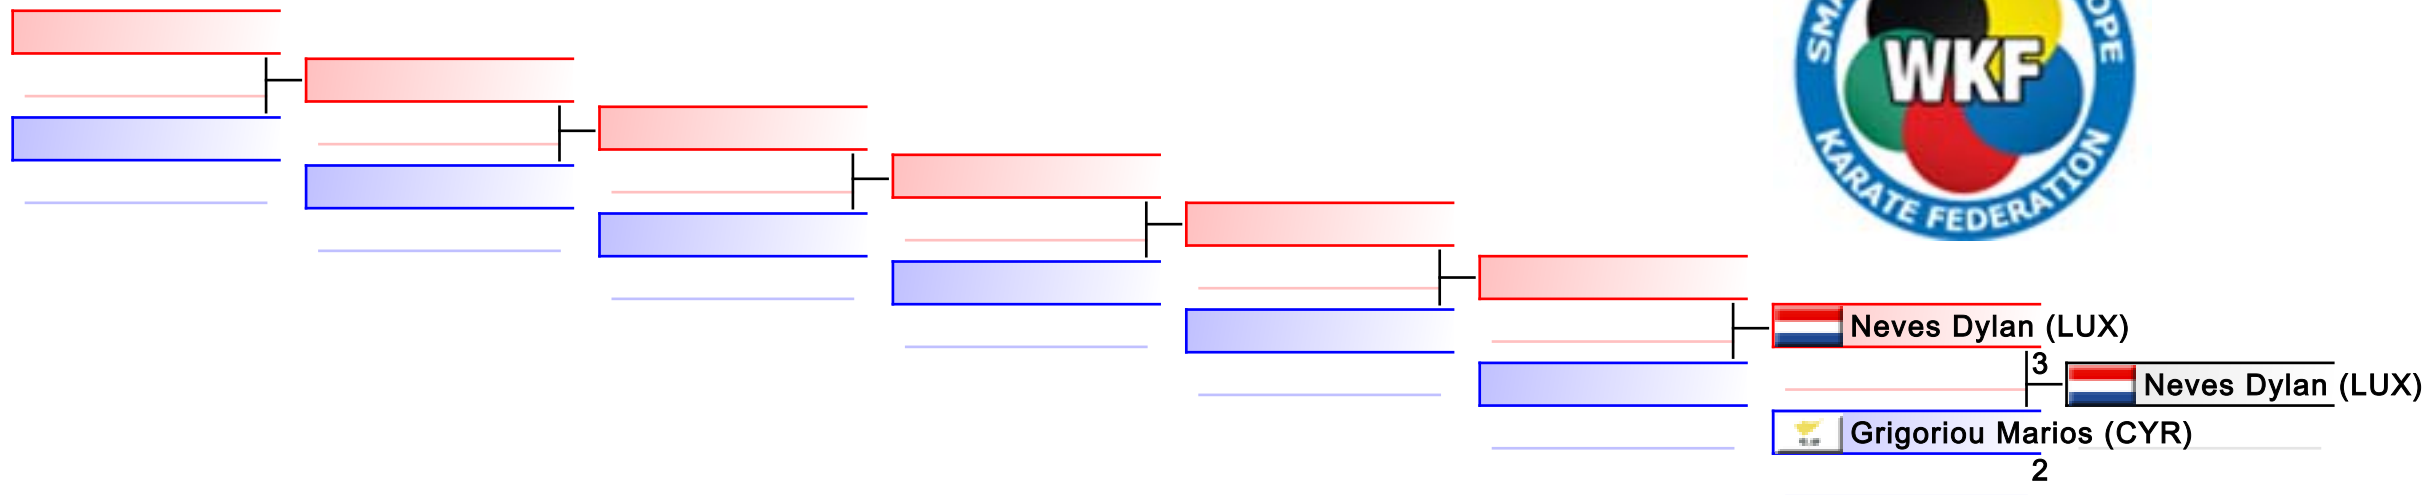 WKF
KARATE FEDERATION
Neves Dylan (LUX)
3
Neves Dylan (LUX)
Grigoriou Marios (CYR)
2